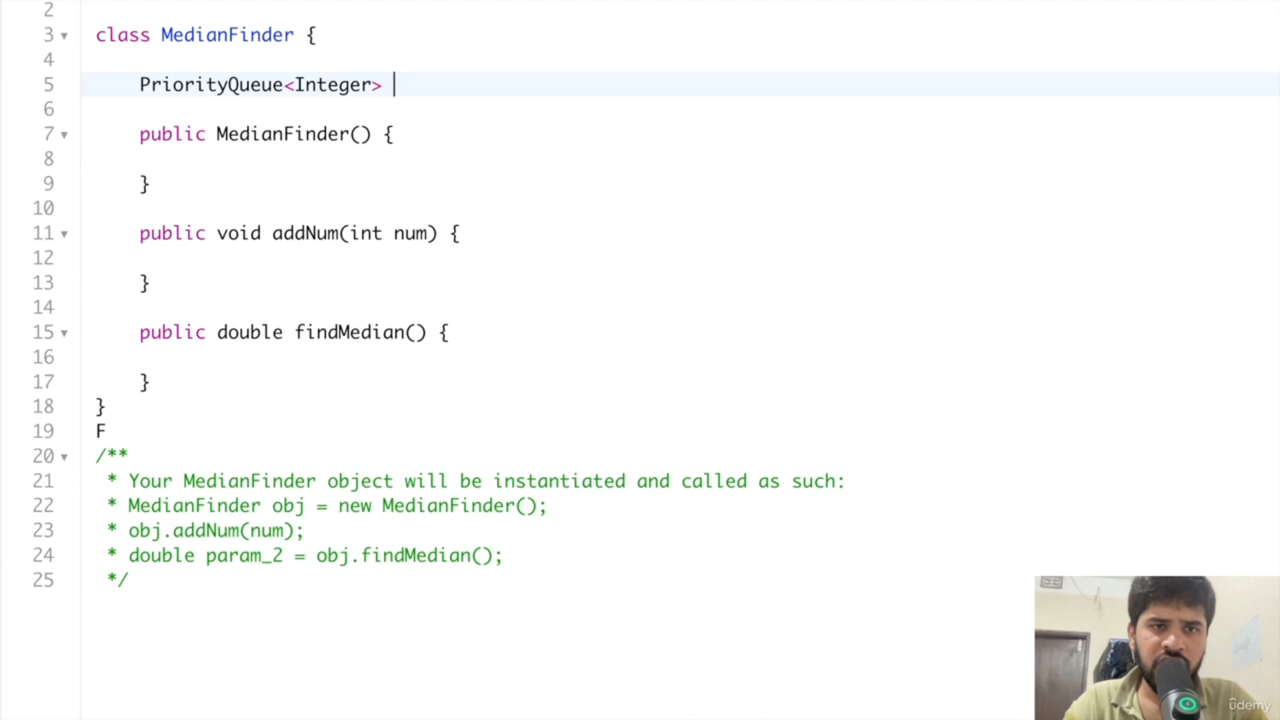 2
3 class MedianFinder {
4
5 PriorityQueue<Integer>
6
7 public MedianFinder() {
8
9 }
10
11 public void addNum(int num) {
12
13 }
14
15 public double findMedian() {
16
17 }
18 }
19 F
20 /**
21 * Your MedianFinder object will be instantiated and called as such:
22 * MedianFinder obj = new MedianFinder();
23 * obj.addNum(num);
24 * double param_2 = obj.findMedian();
25 */
udemy